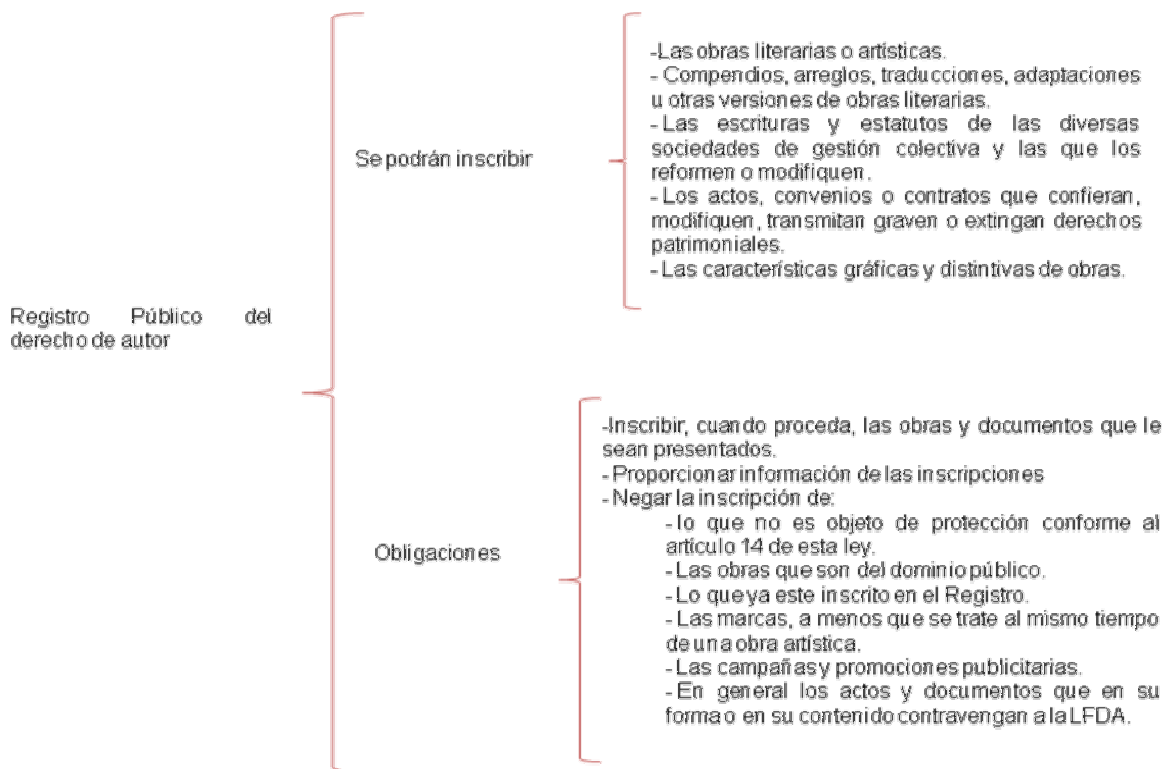 Registro Público del
derecho de autor
Se podrán inscribir
-Las obras literarias o artísticas.
- Compendios, arreglos, traducciones, adaptaciones
u otras versiones de obras literarias.
- Las escrituras y estatutos de las diversas
sociedades de gestión colectiva y las que los
reformen o modifiquen.
- Los actos, convenios o contratos que confieran,
modifiquen, transmitan graven o extingan derechos
patrimoniales.
- Las características gráficas y distintivas de obras.
Obligaciones
-Inscribir, cuando proceda, las obras y documentos que le
sean presentados.
- Proporcionar información de las inscripciones
- Negar la inscripción de:
- lo que no es objeto de protección conforme al
artículo 14 de esta ley.
- Las obras que son del dominio público.
- Lo que ya este inscrito en el Registro.
- Las marcas, a menos que se trate al mismo tiempo
de una obra artística.
- Las campañas y promociones publicitarias.
- En general los actos y documentos que en su
forma o en su contenido contravengan a la LFDA.